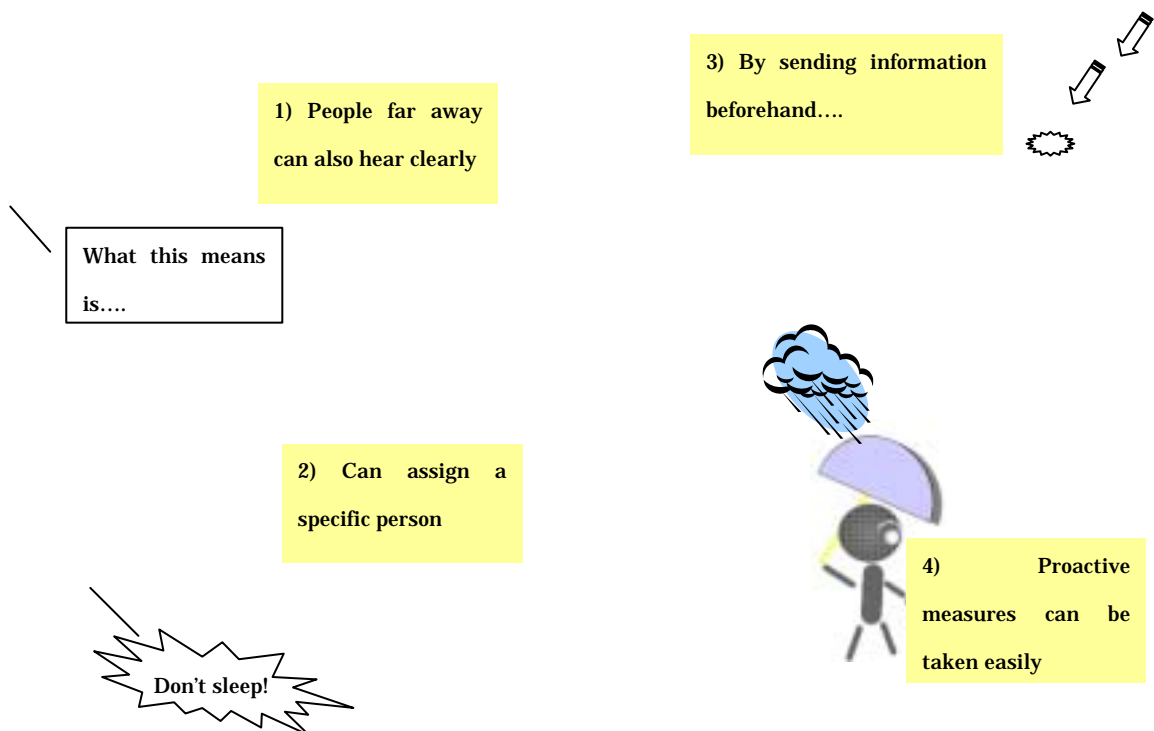 1) People far away
can also hear clearly
What this means
is....
2) Can assign a
specific person
Don't sleep!
3) By sending information
beforehand....
4) Proactive
measures can be
taken easily